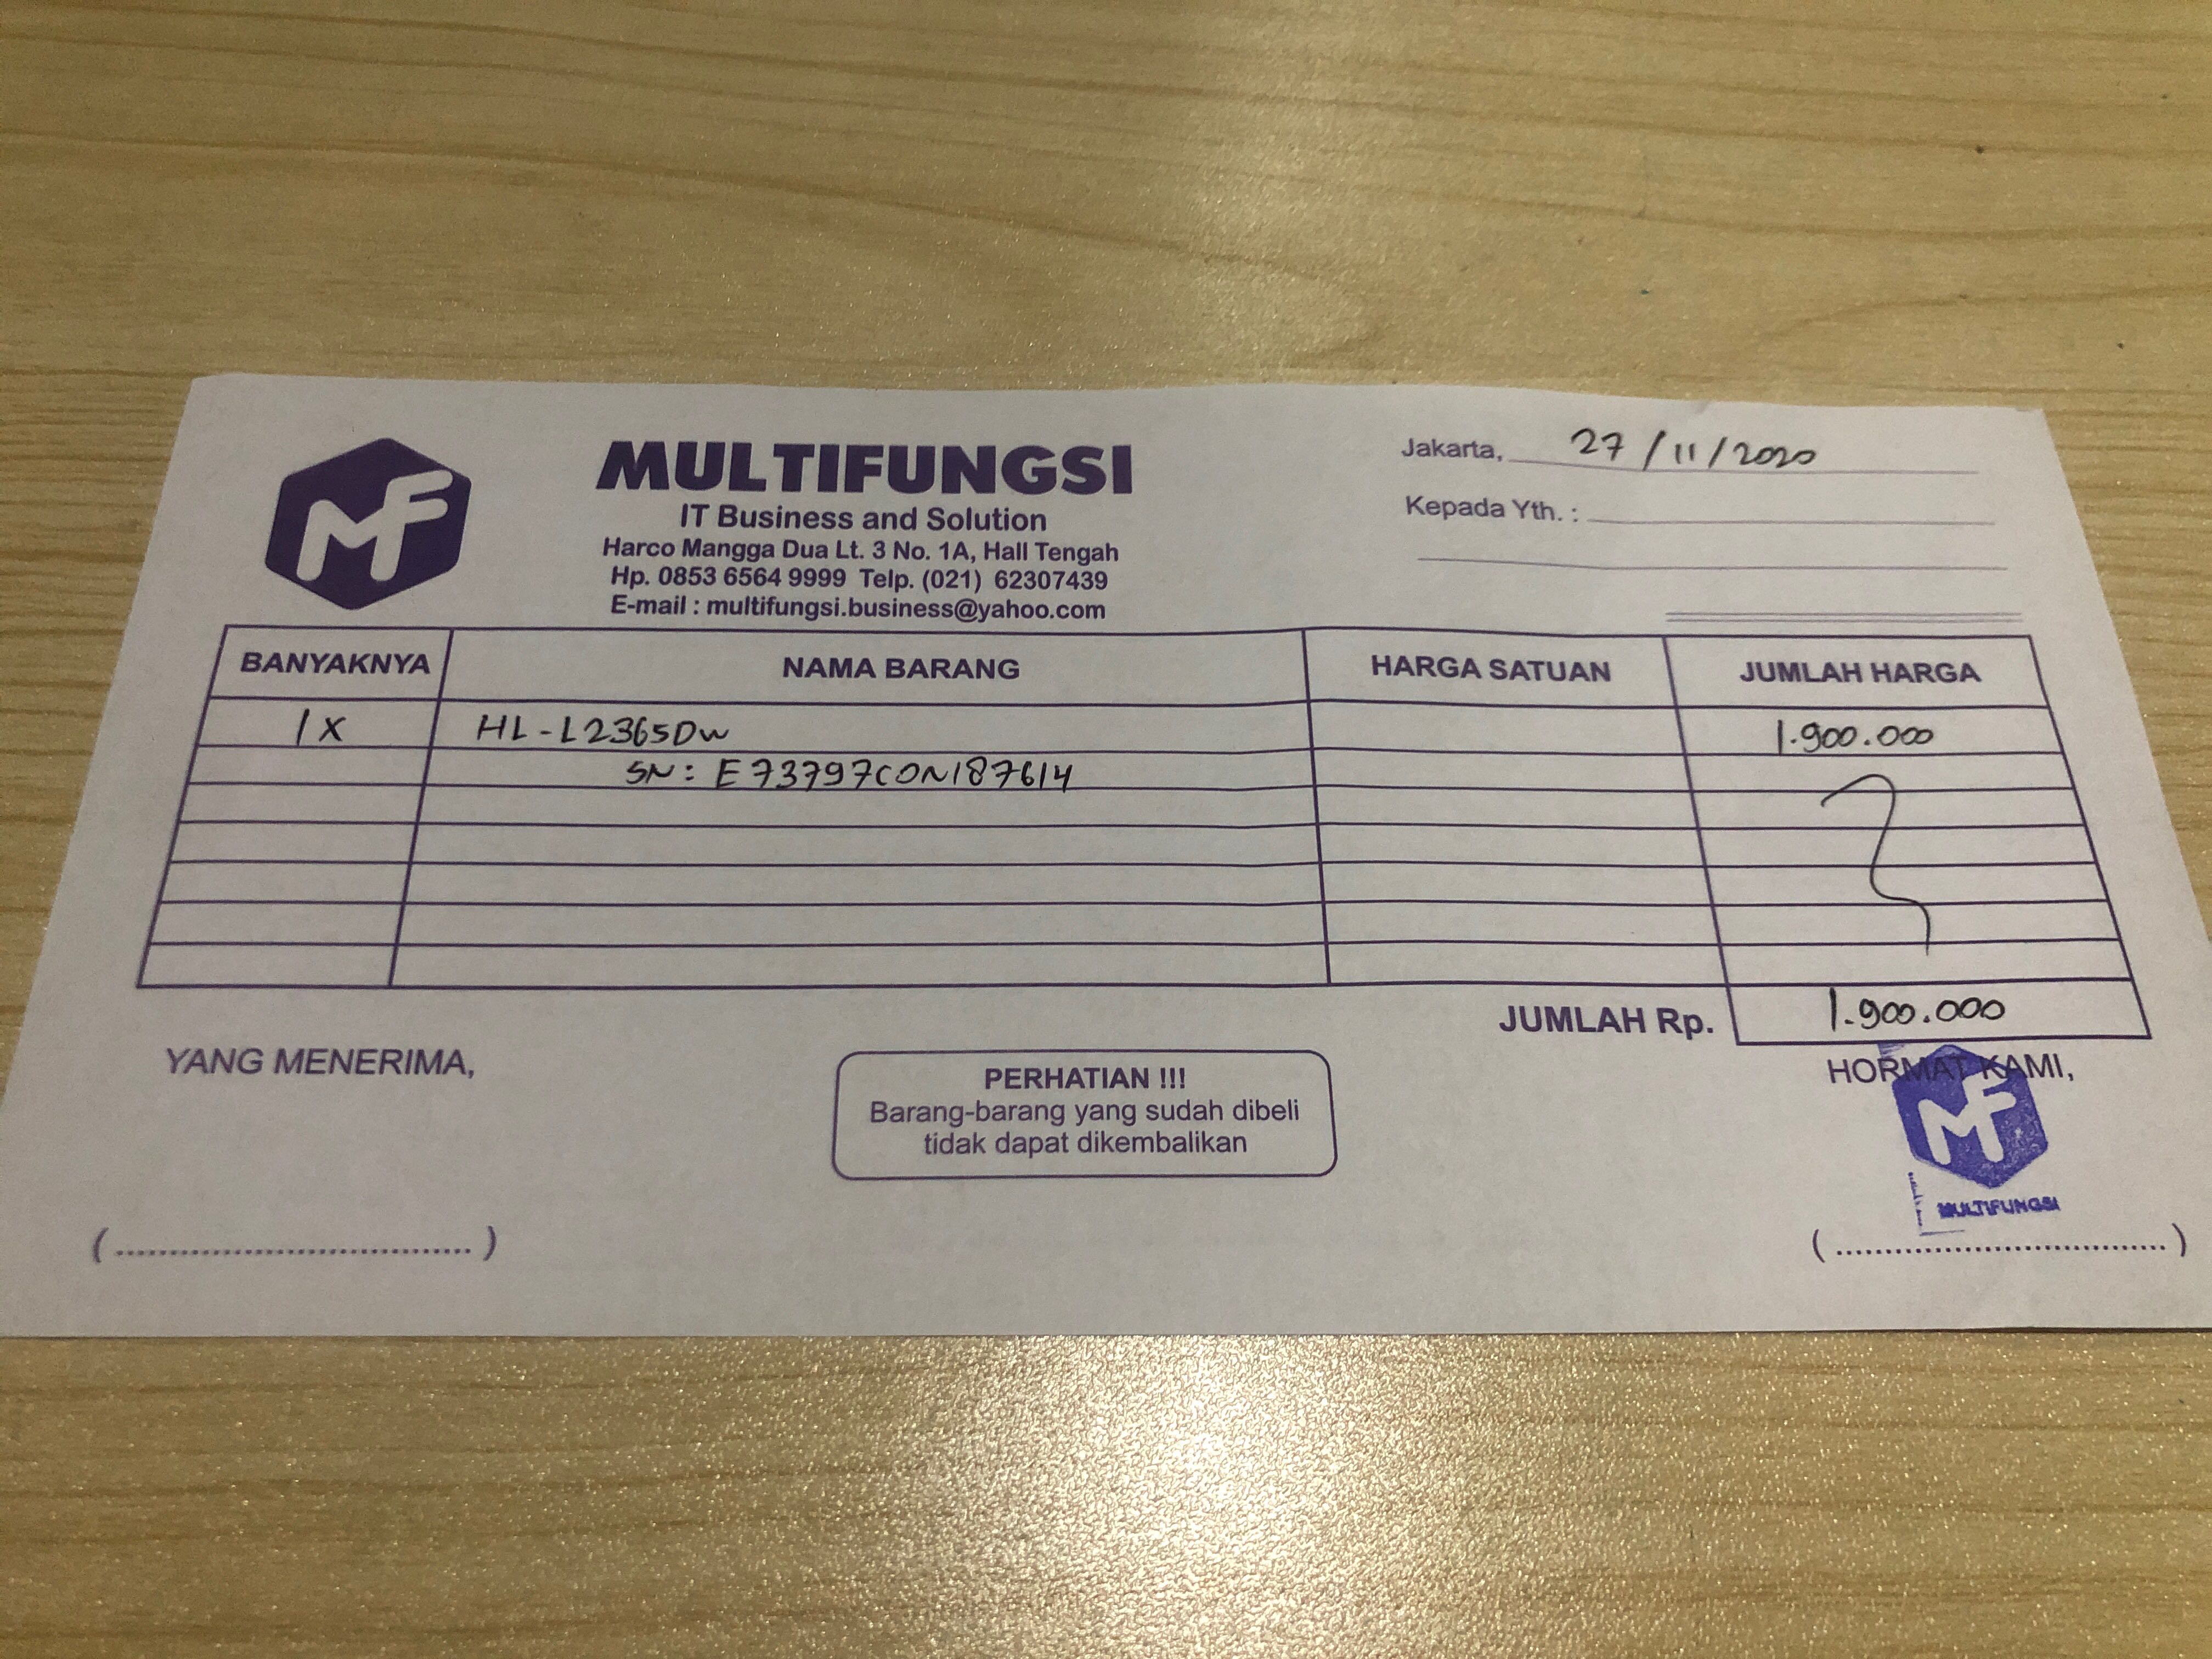 MF
MULTIFUNGSI
IT Business and Solution
Harco Mangga Dua Lt. 3 No. 1A, Hall Tengah
Hp. 0853 6564 9999 Telp. (021) 62307439
E-mail : multifungsi.business@yahoo.com
Jakarta, 27/11/2020
Kepada Yth. :
BANYAKNYA NAMA BARANG HARGA SATUAN JUMLAH HARGA
1X HL-L2365DW 1.900.000
SN: E73797C0N187614
JUMLAH Rp. 1.900.000
YANG MENERIMA,
PERHATIAN !!!
Barang-barang yang sudah dibeli
tidak dapat dikembalikan
HORMAT KAMI,
MF
MULTIFUNGSI
(....................................)
(....................................)